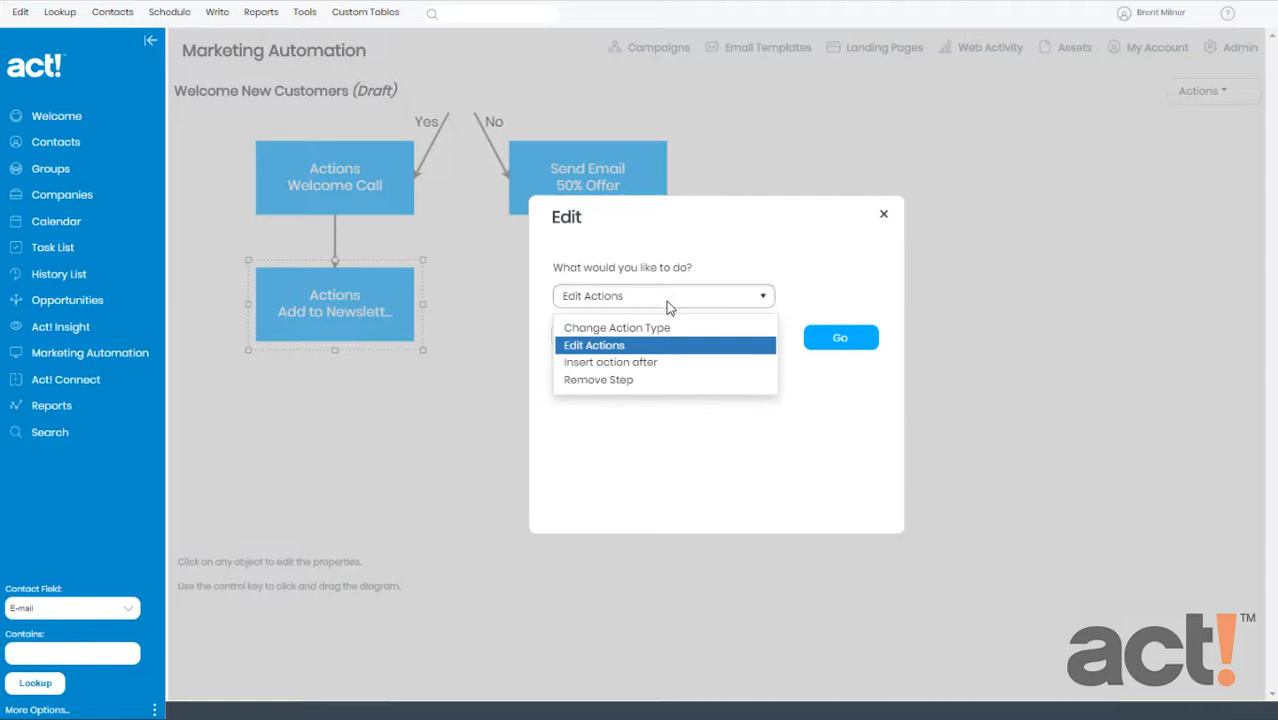 Edit Lookup Contacts Schedule Write Reports Tools Custom Tables Brent Milner ?
act!
Welcome
Contacts
Groups
Companies
Calendar
Task List
History List
Opportunities
Act! Insight
Marketing Automation
Act! Connect
Reports
Search
Contact Field:
E-mail
Contains:
Lookup
More Options...
Marketing Automation
Campaigns Email Templates Landing Pages Web Activity Assets My Account Admin
Welcome New Customers (Draft)
Actions
Yes No
Actions
Welcome Call
Send Email
50% Offer
Actions
Add to Newslett...
Edit
×
What would you like to do?
Edit Actions
Change Action Type
Edit Actions
Insert action after
Remove Step
Go
Click on any object to edit the properties.
Use the control key to click and drag the diagram.
act!™